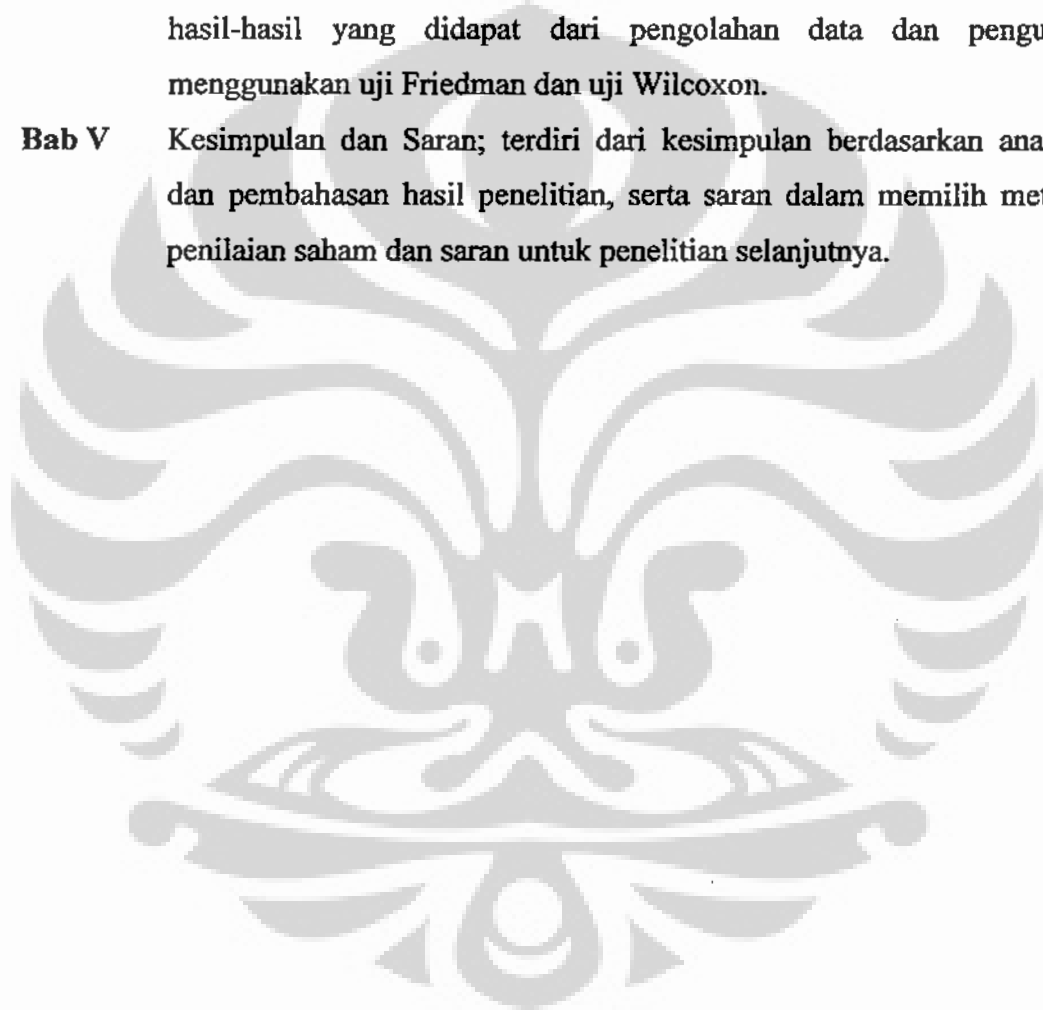 hasil-hasil yang didapat dari pengolahan data dan pengu
menggunakan uji Friedman dan uji Wilcoxon.
Bab V Kesimpulan dan Saran; terdiri dari kesimpulan berdasarkan ana
dan pembahasan hasil penelitian, serta saran dalam memilih met
penilaian saham dan saran untuk penelitian selanjutnya.